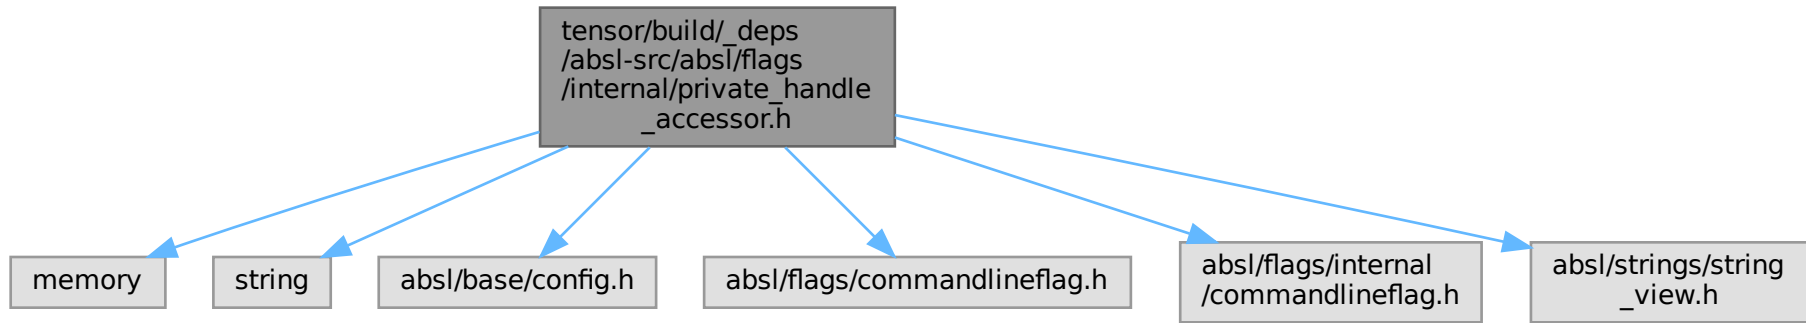 tensor/build/_deps
/absl-src/absl/flags
/internal/private_handle
_accessor.h
memory
string
absl/base/config.h
absl/flags/commandlineflag.h
absl/flags/internal
/commandlineflag.h
absl/strings/string
_view.h